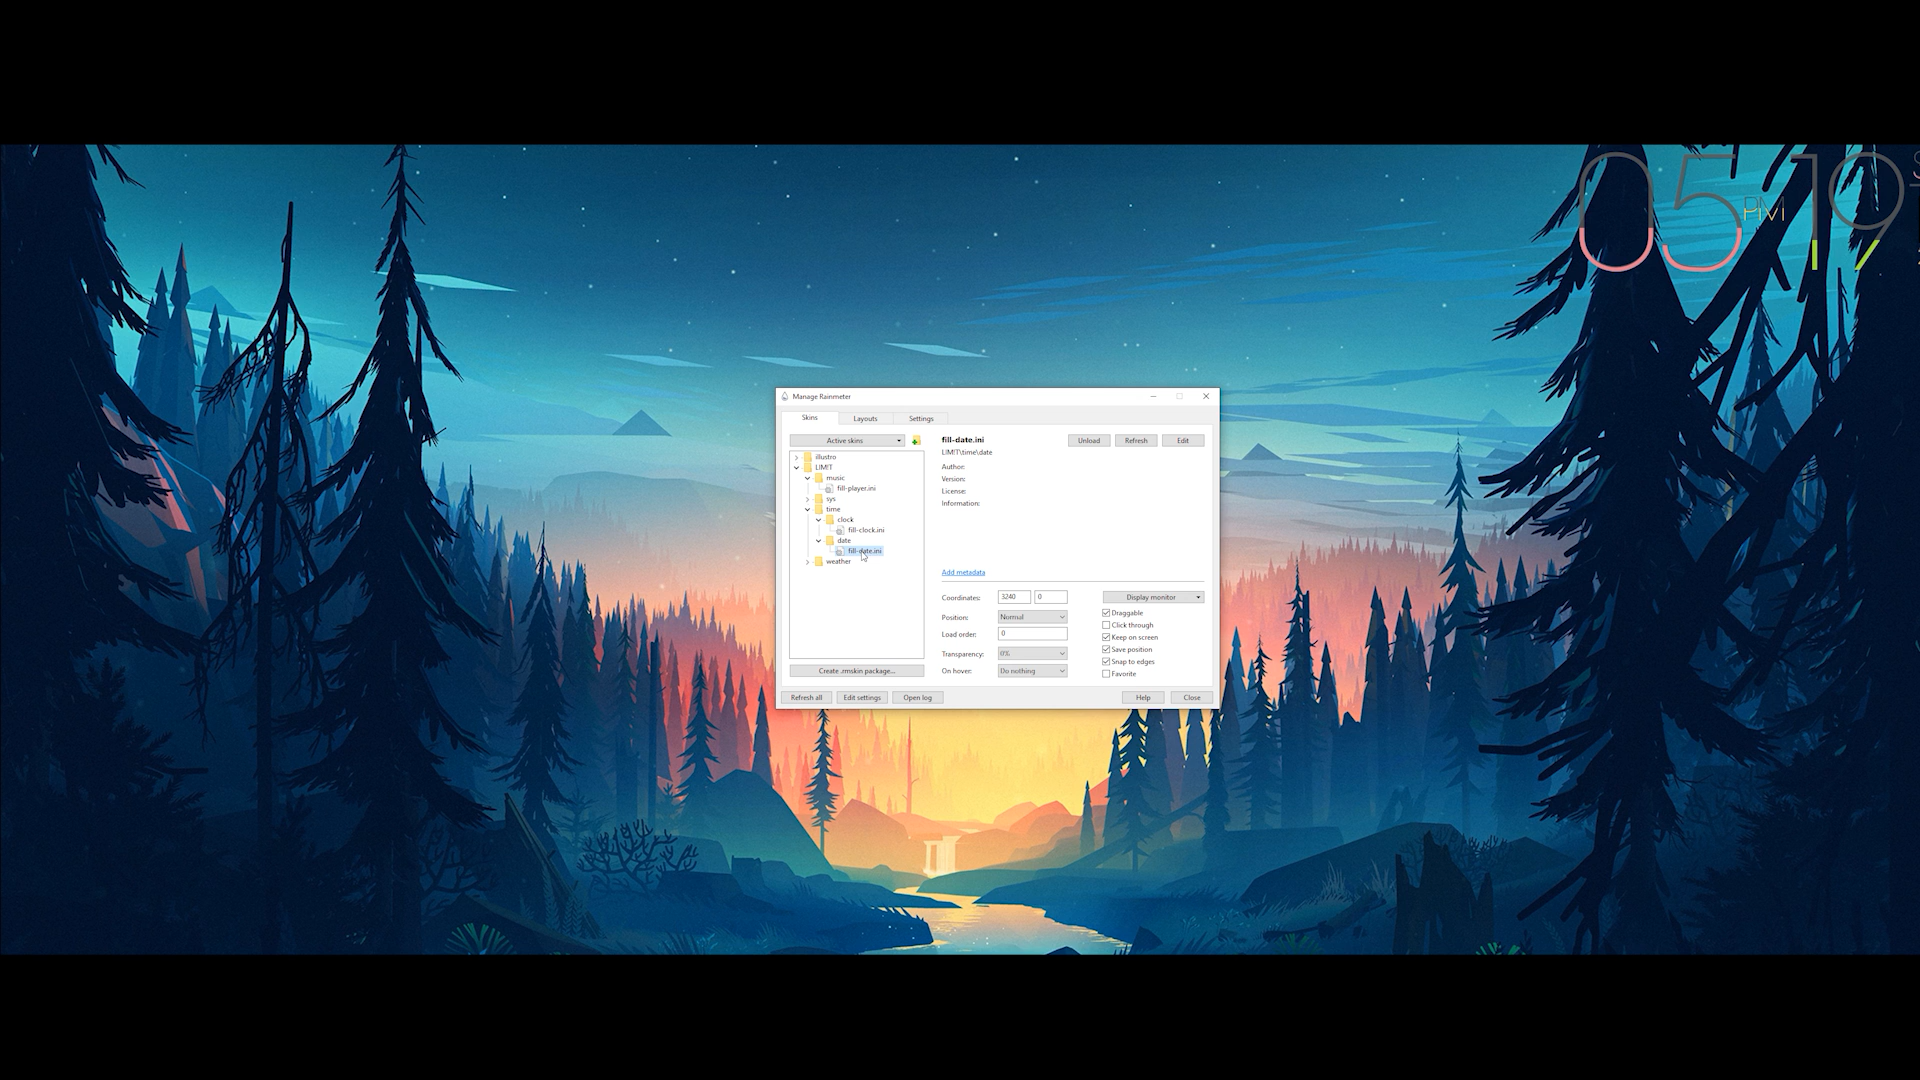 05 PM 19
Manage Rainmeter
Skins Layouts Settings
Active skins
illustro
LIM!T
music
fill-player.ini
sys
time
clock
fill-clock.ini
date
fill-date.ini
weather
Create .rmskin package...
fill-date.ini Unload Refresh Edit
LIM!T\time\date
Author:
Version:
License:
Information:
Add metadata
Coordinates: 3240 0 Display monitor
Position: Normal
Load order: 0
Transparency: 0%
On hover: Do nothing
Draggable
Click through
Keep on screen
Save position
Snap to edges
Favorite
Refresh all Edit settings Open log Help Close